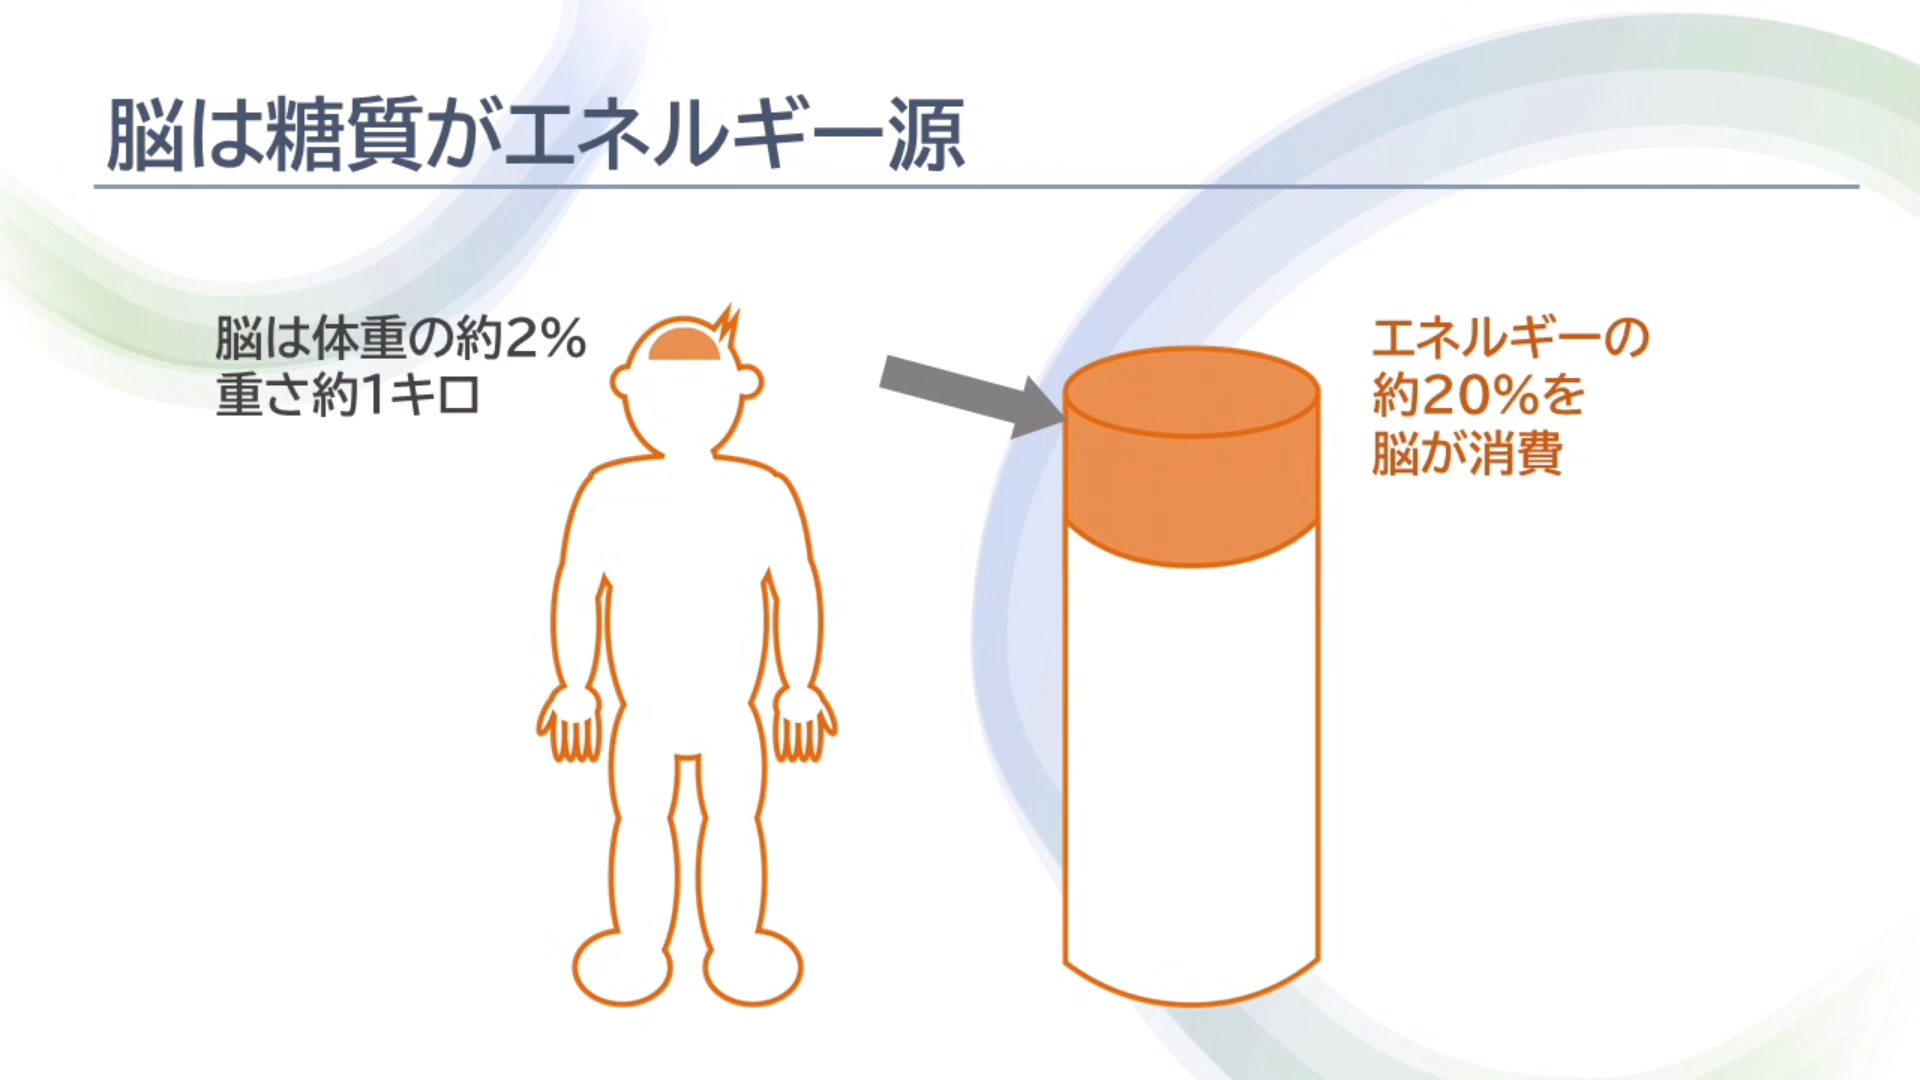 脳は糖質がエネルギー源
脳は体重の約2%
重さ約1キロ
エネルギーの
約20%を
脳が消費